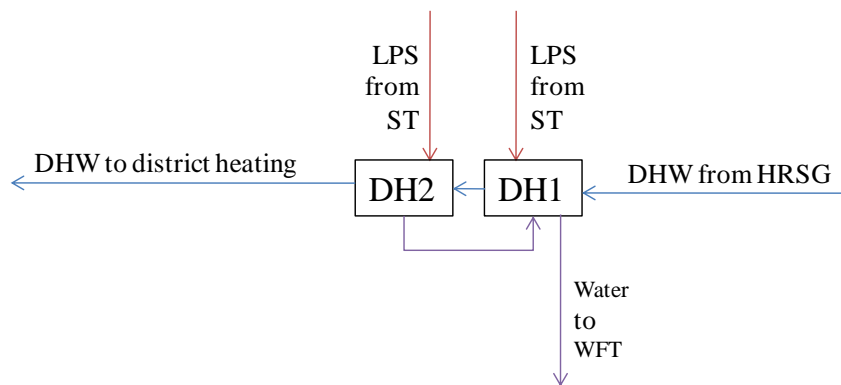 LPS
from
ST
LPS
from
ST
DHW to district heating
DH2
DH1
DHW from HRSG
Water
to
WFT